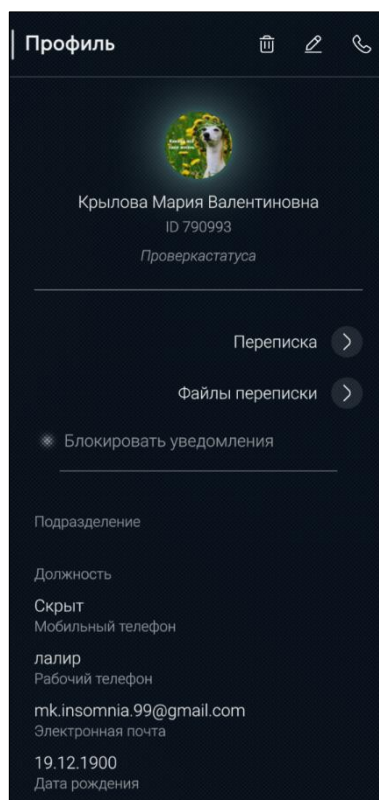 Профиль
Крылова Мария Валентиновна
ID 790993
Проверкастатуса
Переписка
Файлы переписки
Блокировать уведомления
Подразделение
Должность
Скрыт
Мобильный телефон
лалир
Рабочий телефон
mk.insomnia.99@gmail.com
Электронная почта
19.12.1900
Дата рождения